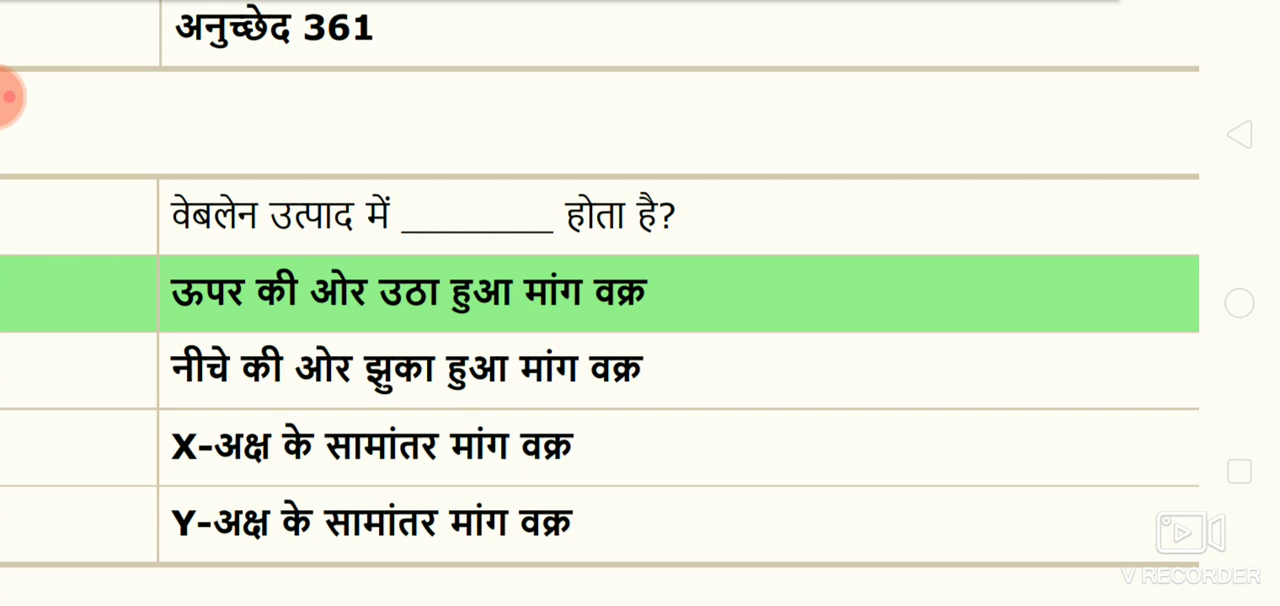 अनुच्छेद 361
वेबलेन उत्पाद में ________ होता है?
ऊपर की ओर उठा हुआ मांग वक्र
नीचे की ओर झुका हुआ मांग वक्र
X-अक्ष के सामांतर मांग वक्र
Y-अक्ष के सामांतर मांग वक्र
V RECORDER